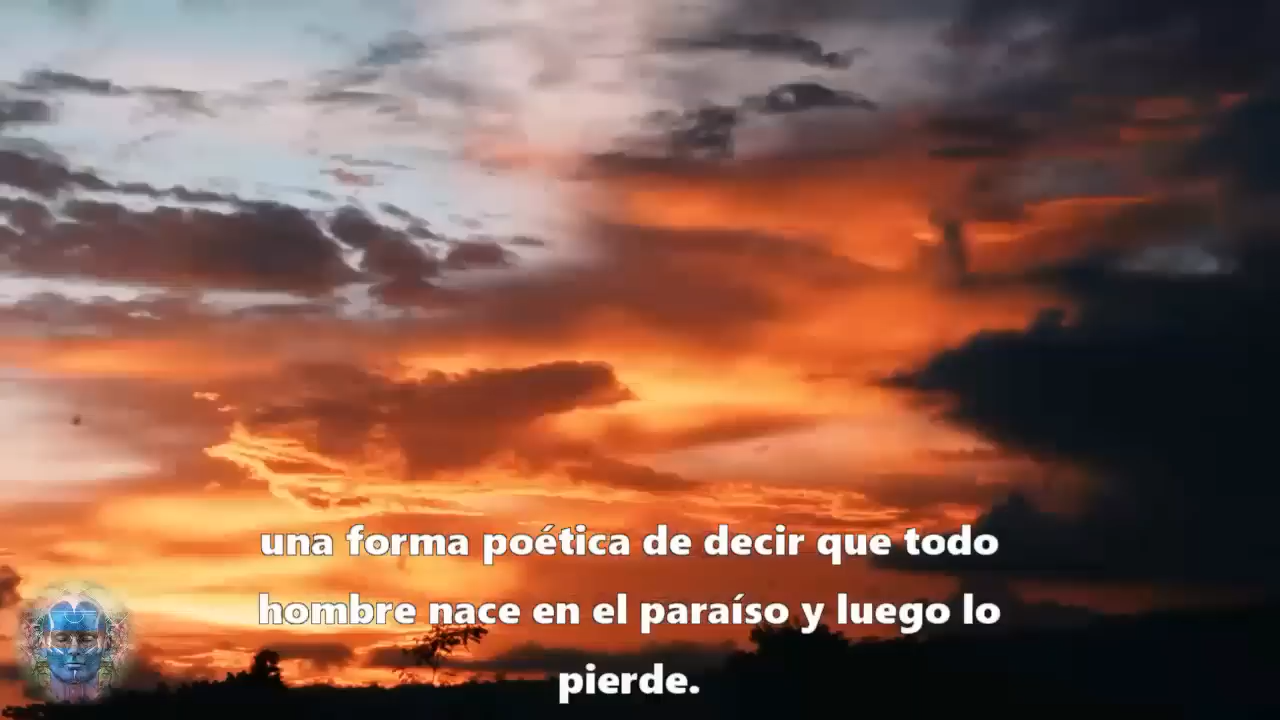 una forma poética de decir que todo
hombre nace en el paraíso y luego lo
pierde.